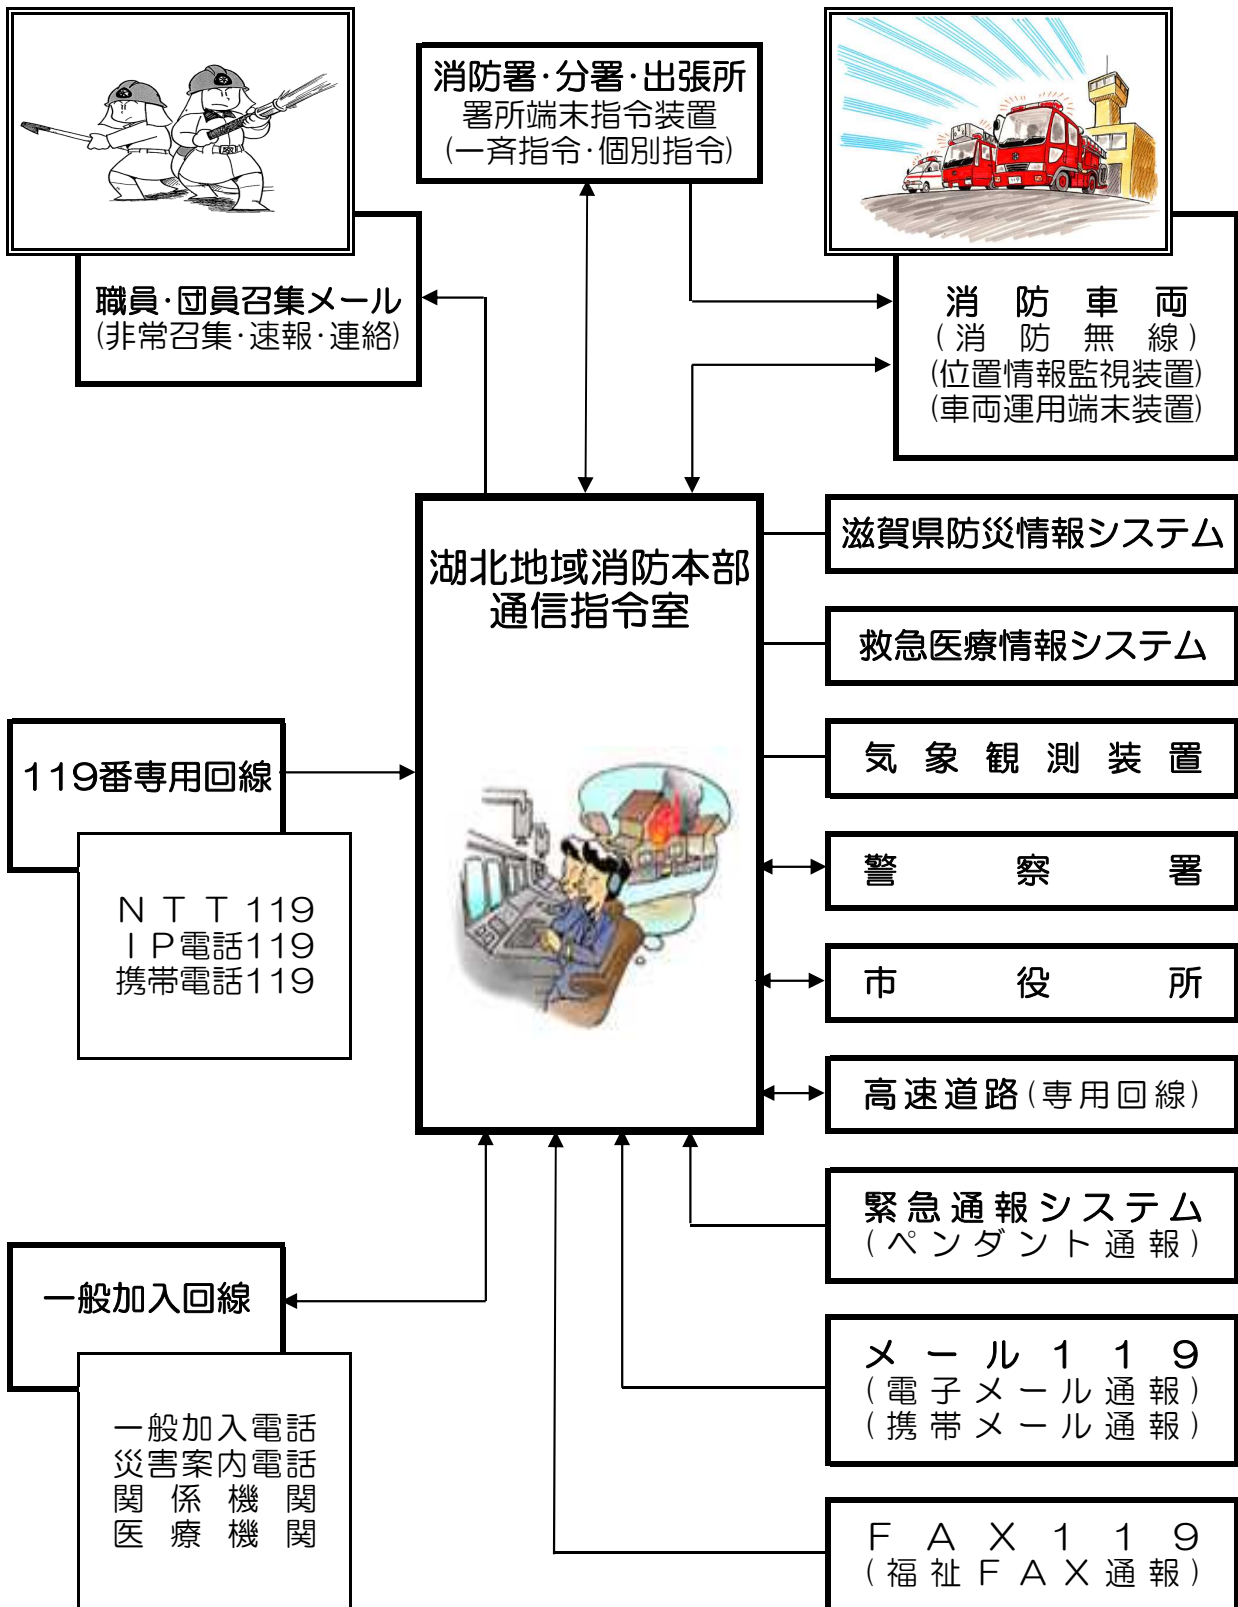 消防署・分署・出張所
署所端末指令装置
(一斉指令・個別指令)
職員・団員召集メール
(非常召集・速報・連絡)
消防車両
(消防無線)
(位置情報監視装置)
(車両運用端末装置)
湖北地域消防本部
通信指令室
滋賀県防災情報システム
救急医療情報システム
気象観測装置
警察署
市役所
高速道路(専用回線)
緊急通報システム
(ペンダント通報)
メール119
(電子メール通報)
(携帯メール通報)
FAX119
(福祉FAX通報)
119番専用回線
NTT119
IP電話119
携帯電話119
一般加入回線
一般加入電話
災害案内電話
関係機関
医療機関